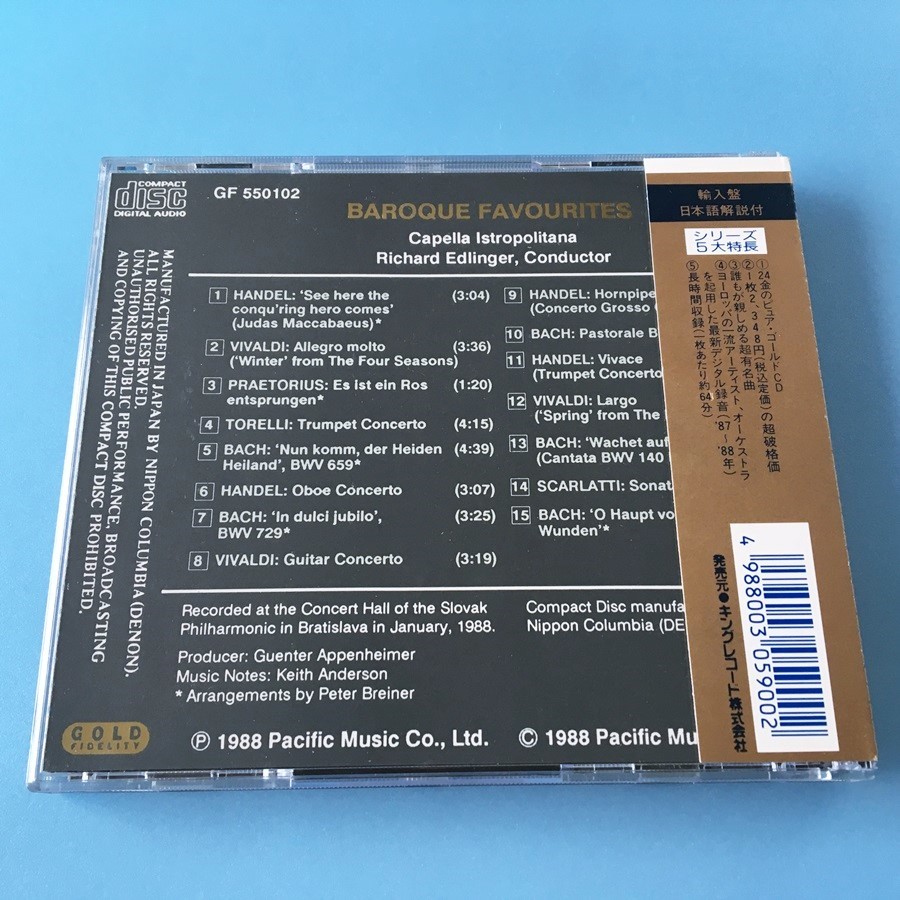 COMPACT
disc
DIGITAL AUDIO
GF 550102
BAROQUE FAVOURITES
Capella Istropolitana
Richard Edlinger, Conductor
1 HANDEL: ‘See here the
conqu'ring hero comes’ (3:04)
(Judas Maccabaeus)*
2 VIVALDI: Allegro molto (3:36)
(‘Winter’ from The Four Seasons)
3 PRAETORIUS: Es ist ein Ros (1:20)
entsprungen*
4 TORELLI: Trumpet Concerto (4:15)
5 BACH: ‘Nun komm, der Heiden (4:39)
Heiland’, BWV 659*
6 HANDEL: Oboe Concerto (3:07)
7 BACH: ‘In dulci jubilo’, (3:25)
BWV 729*
8 VIVALDI: Guitar Concerto (3:19)
9 HANDEL: Hornpipe
(Concerto Grosso
10 BACH: Pastorale
11 HANDEL: Vivace
(Trumpet Concerto
12 VIVALDI: Largo
(‘Spring’ from The
13 BACH: ‘Wachet auf
(Cantata BWV 140
14 SCARLATTI:
15 BACH: ‘O Haupt
Wunden’*
Recorded at the Concert Hall of the Slovak
Philharmonic in Bratislava in January, 1988.
Producer: Guenter Appenheimer
Music Notes: Keith Anderson
* Arrangements by Peter Breiner
Compact Disc
Nippon Columbia
℗ 1988 Pacific Music Co., Ltd.
© 1988 Pacific
GOLD
FIDELITY
MANUFACTURED IN JAPAN BY NIPPON COLUMBIA (DENON).
ALL RIGHTS RESERVED.
UNAUTHORISED PUBLIC PERFORMANCE, BROADCASTING
AND COPYING OF THIS COMPACT DISC PROHIBITED.
輸入盤
日本語解説付
シリーズ
5大特長
①24金のピュア・ゴールドCD
②1枚2,348円(税込定価)の超破格価
③誰もが親しめる超有名曲
④ヨーロッパの一流アーティスト、オーケストラ
を起用した最新デジタル録音('87～'88年)
⑤長時間収録(一枚あたり約64分)
発売元●キングレコード株式会社
4 988003 059002